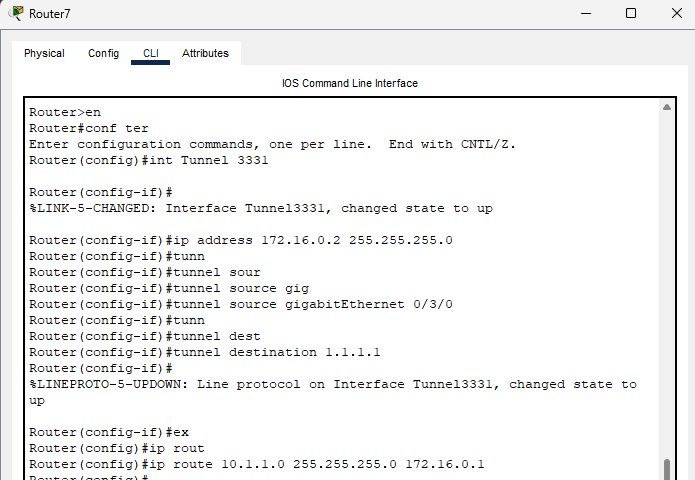 Router7
Physical Config CLI Attributes
IOS Command Line Interface
Router>en
Router#conf ter
Enter configuration commands, one per line.  End with CNTL/Z.
Router(config)#int Tunnel 3331
Router(config-if)#
%LINK-5-CHANGED: Interface Tunnel3331, changed state to up
Router(config-if)#ip address 172.16.0.2 255.255.255.0
Router(config-if)#tunn
Router(config-if)#tunnel sour
Router(config-if)#tunnel source gig
Router(config-if)#tunnel source gigabitEthernet 0/3/0
Router(config-if)#tunn
Router(config-if)#tunnel dest
Router(config-if)#tunnel destination 1.1.1.1
Router(config-if)#
%LINEPROTO-5-UPDOWN: Line protocol on Interface Tunnel3331, changed state to
up
Router(config-if)#ex
Router(config)#ip rout
Router(config)#ip route 10.1.1.0 255.255.255.0 172.16.0.1
Router(config)#